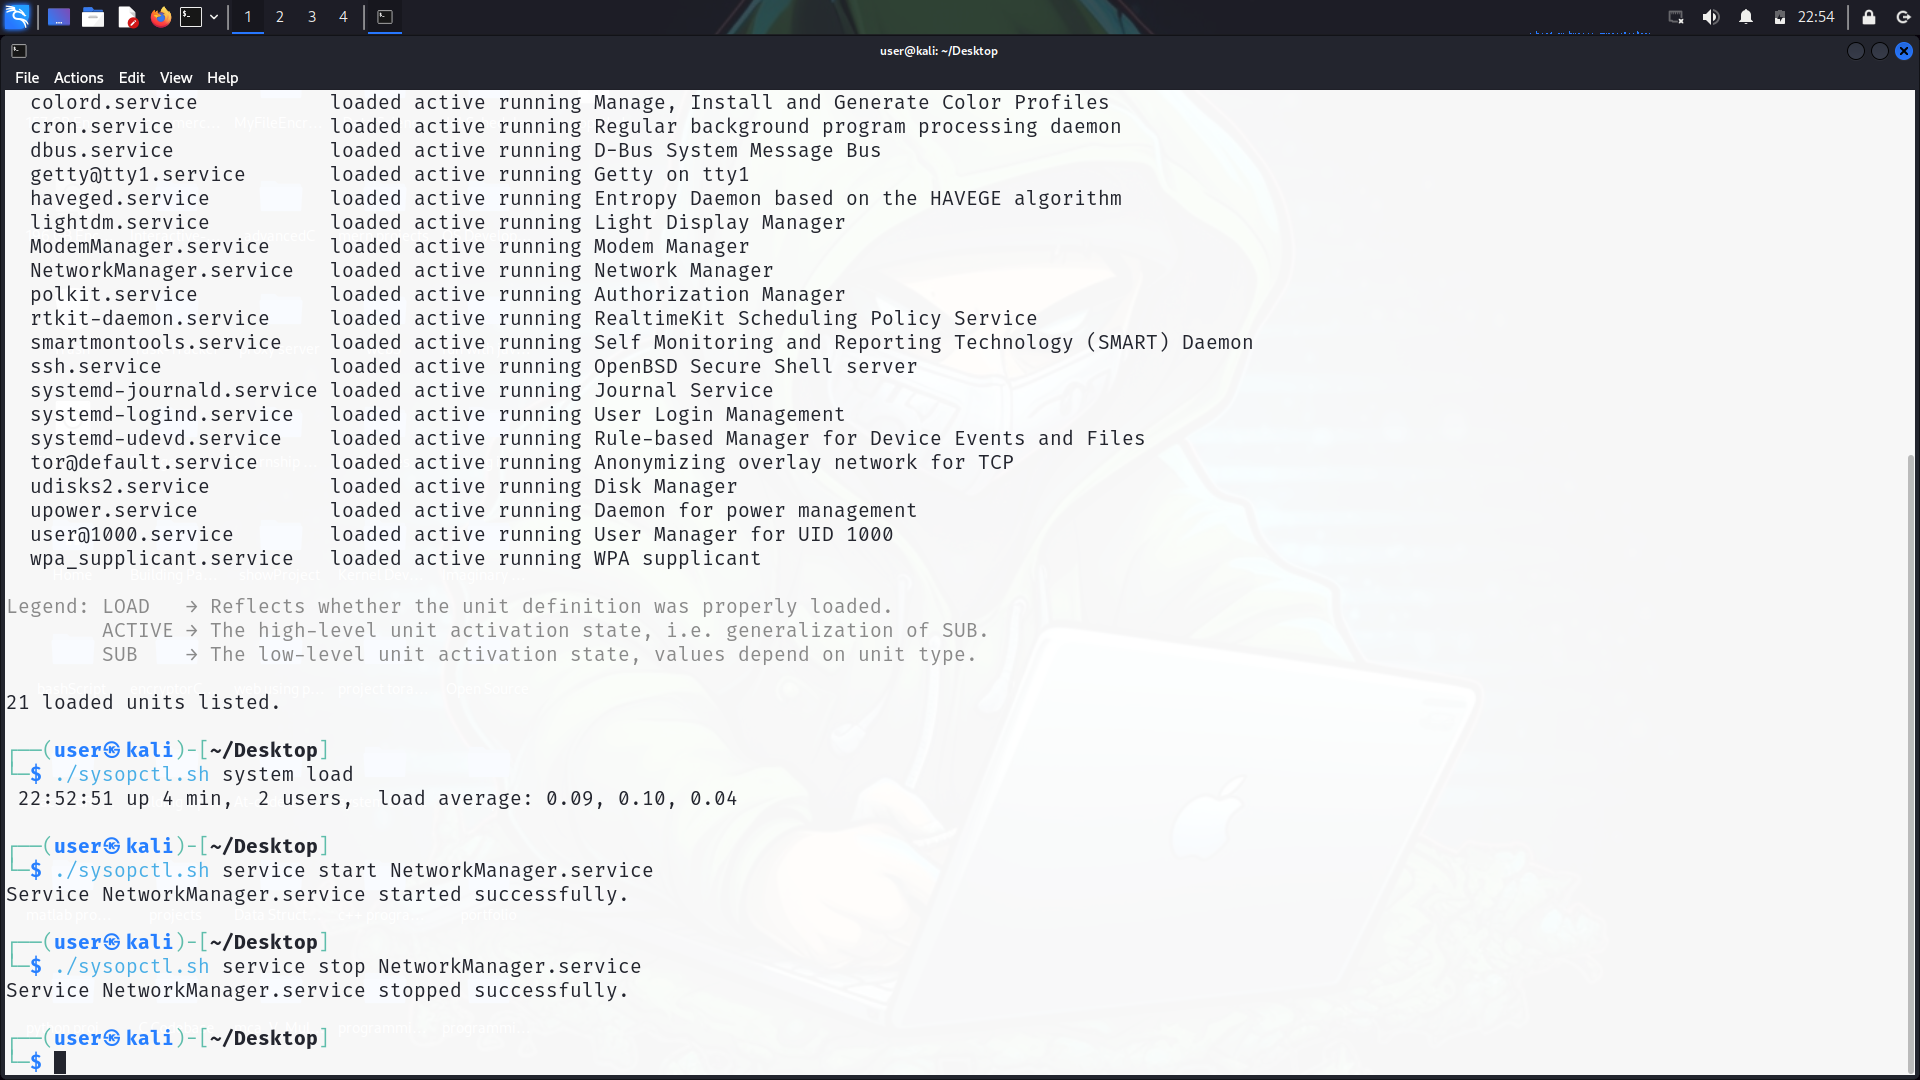 1 2 3 4 22:54
user@kali: ~/Desktop
File Actions Edit View Help
colord.service loaded active running Manage, Install and Generate Color Profiles
cron.service loaded active running Regular background program processing daemon
dbus.service loaded active running D-Bus System Message Bus
getty@tty1.service loaded active running Getty on tty1
haveged.service loaded active running Entropy Daemon based on the HAVEGE algorithm
lightdm.service loaded active running Light Display Manager
ModemManager.service loaded active running Modem Manager
NetworkManager.service loaded active running Network Manager
polkit.service loaded active running Authorization Manager
rtkit-daemon.service loaded active running RealtimeKit Scheduling Policy Service
smartmontools.service loaded active running Self Monitoring and Reporting Technology (SMART) Daemon
ssh.service loaded active running OpenBSD Secure Shell server
systemd-journald.service loaded active running Journal Service
systemd-logind.service loaded active running User Login Management
systemd-udevd.service loaded active running Rule-based Manager for Device Events and Files
tor@default.service loaded active running Anonymizing overlay network for TCP
udisks2.service loaded active running Disk Manager
upower.service loaded active running Daemon for power management
user@1000.service loaded active running User Manager for UID 1000
wpa_supplicant.service loaded active running WPA supplicant
Legend: LOAD → Reflects whether the unit definition was properly loaded.
ACTIVE → The high-level unit activation state, i.e. generalization of SUB.
SUB → The low-level unit activation state, values depend on unit type.
21 loaded units listed.
┌──(user㉿kali)-[~/Desktop]
└─$ ./sysopctl.sh system load
22:52:51 up 4 min, 2 users, load average: 0.09, 0.10, 0.04
┌──(user㉿kali)-[~/Desktop]
└─$ ./sysopctl.sh service start NetworkManager.service
Service NetworkManager.service started successfully.
┌──(user㉿kali)-[~/Desktop]
└─$ ./sysopctl.sh service stop NetworkManager.service
Service NetworkManager.service stopped successfully.
┌──(user㉿kali)-[~/Desktop]
└─$